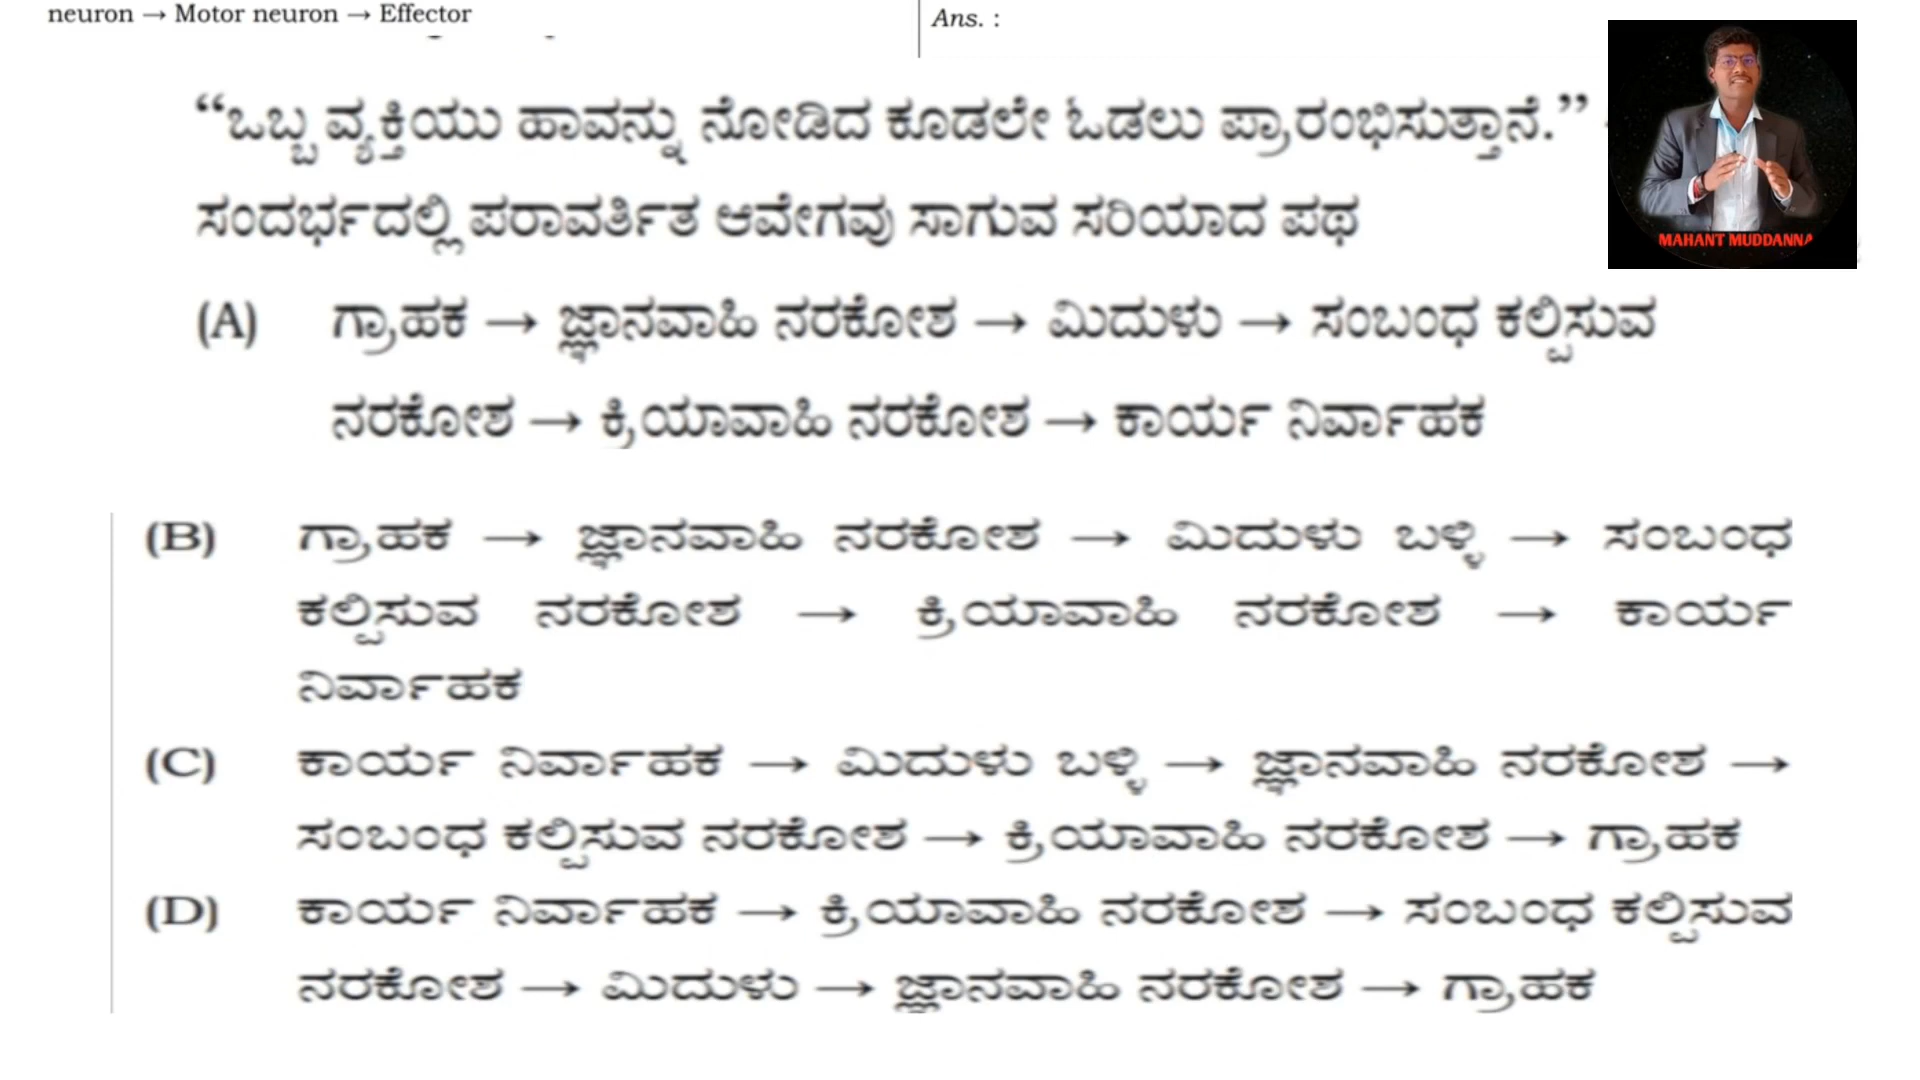 neuron → Motor neuron → Effector
Ans. :
“ಒಬ್ಬ ವ್ಯಕ್ತಿಯು ಹಾವನ್ನು ನೋಡಿದ ಕೂಡಲೇ ಓಡಲು ಪ್ರಾರಂಭಿಸುತ್ತಾನೆ.”
ಸಂದರ್ಭದಲ್ಲಿ ಪರಾವರ್ತಿತ ಆವೇಗವು ಸಾಗುವ ಸರಿಯಾದ ಪಥ
MAHANT MUDDANNA
(A) ಗ್ರಾಹಕ → ಜ್ಞಾನವಾಹಿ ನರಕೋಶ → ಮಿದುಳು → ಸಂಬಂಧ ಕಲ್ಪಿಸುವ
ನರಕೋಶ → ಕ್ರಿಯಾವಾಹಿ ನರಕೋಶ → ಕಾರ್ಯ ನಿರ್ವಾಹಕ
(B) ಗ್ರಾಹಕ → ಜ್ಞಾನವಾಹಿ ನರಕೋಶ → ಮಿದುಳು ಬಳ್ಳಿ → ಸಂಬಂಧ
ಕಲ್ಪಿಸುವ ನರಕೋಶ → ಕ್ರಿಯಾವಾಹಿ ನರಕೋಶ → ಕಾರ್ಯ
ನಿರ್ವಾಹಕ
(C) ಕಾರ್ಯ ನಿರ್ವಾಹಕ → ಮಿದುಳು ಬಳ್ಳಿ → ಜ್ಞಾನವಾಹಿ ನರಕೋಶ →
ಸಂಬಂಧ ಕಲ್ಪಿಸುವ ನರಕೋಶ → ಕ್ರಿಯಾವಾಹಿ ನರಕೋಶ → ಗ್ರಾಹಕ
(D) ಕಾರ್ಯ ನಿರ್ವಾಹಕ → ಕ್ರಿಯಾವಾಹಿ ನರಕೋಶ → ಸಂಬಂಧ ಕಲ್ಪಿಸುವ
ನರಕೋಶ → ಮಿದುಳು → ಜ್ಞಾನವಾಹಿ ನರಕೋಶ → ಗ್ರಾಹಕ